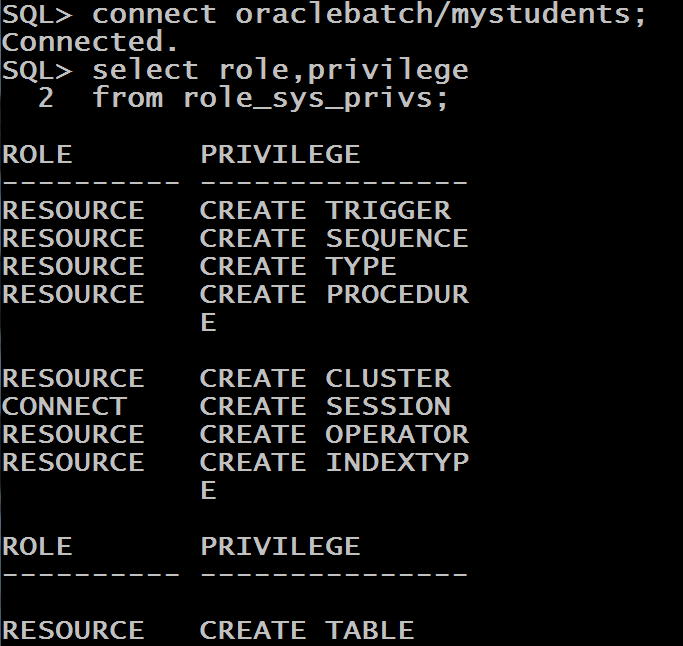 SQL> connect oraclebatch/mystudents;
Connected.
SQL> select role,privilege
  2  from role_sys_privs;

ROLE       PRIVILEGE
---------- ---------------
RESOURCE   CREATE TRIGGER
RESOURCE   CREATE SEQUENCE
RESOURCE   CREATE TYPE
RESOURCE   CREATE PROCEDUR
           E

RESOURCE   CREATE CLUSTER
CONNECT    CREATE SESSION
RESOURCE   CREATE OPERATOR
RESOURCE   CREATE INDEXTYP
           E

ROLE       PRIVILEGE
---------- ---------------

RESOURCE   CREATE TABLE